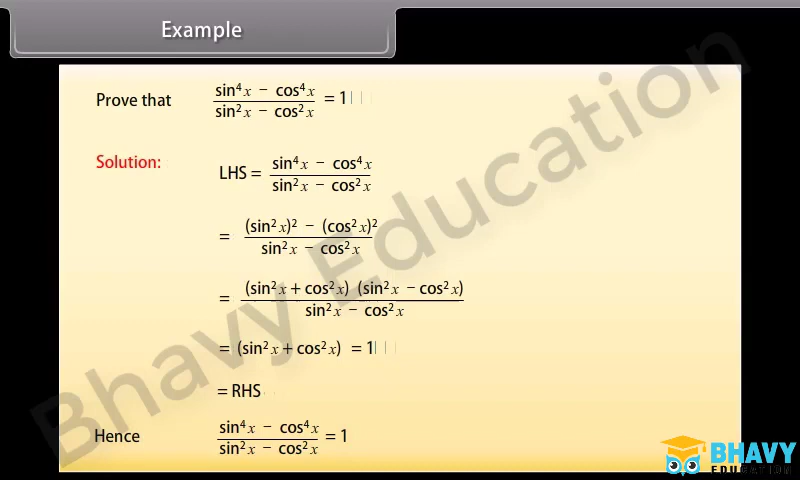 Example
Prove that (sin⁴x − cos⁴x)/(sin²x − cos²x) = 1
Solution:
LHS = (sin⁴x − cos⁴x)/(sin²x − cos²x)
= ((sin²x)² − (cos²x)²)/(sin²x − cos²x)
= ((sin²x + cos²x) (sin²x − cos²x))/(sin²x − cos²x)
= (sin²x + cos²x) = 1
= RHS
Hence (sin⁴x − cos⁴x)/(sin²x − cos²x) = 1
Bhavy Education
BHAVY
EDUCATION